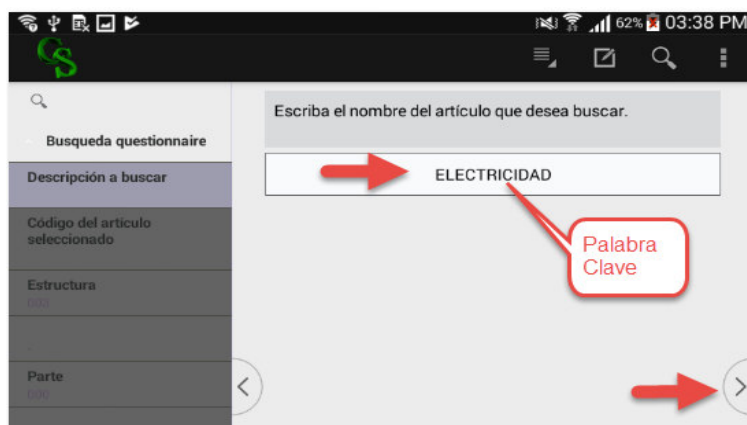 62% 03:38 PM
CS
Escriba el nombre del artículo que desea buscar.
Busqueda questionnaire
Descripción a buscar
ELECTRICIDAD
Código del artículo
seleccionado
Palabra
Clave
Estructura
Parte